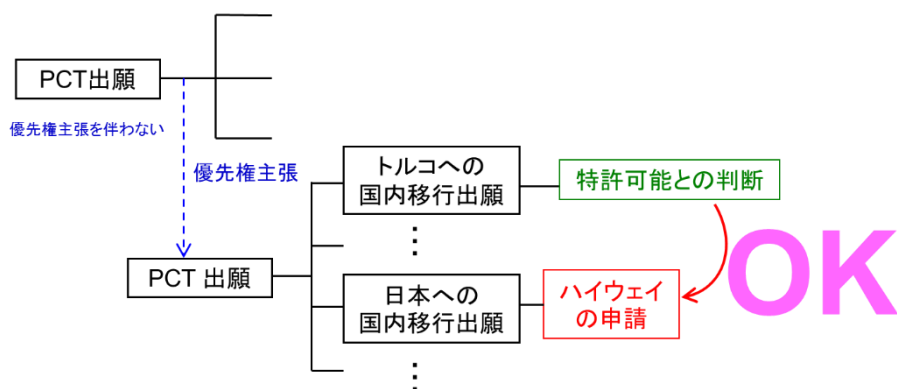 PCT出願
優先権主張を伴わない
優先権主張
トルコへの
国内移行出願
特許可能との判断
OK
PCT 出願
日本への
国内移行出願
ハイウェイ
の申請